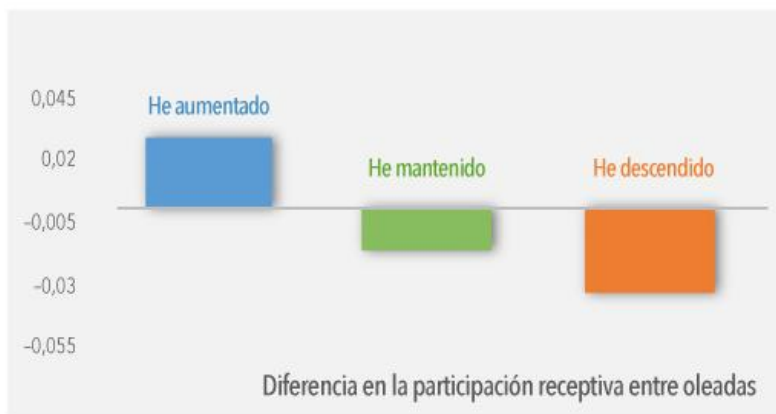 0,045
He aumentado
0,02
He mantenido
He descendido
–0,005
–0,03
–0,055
Diferencia en la participación receptiva entre oleadas